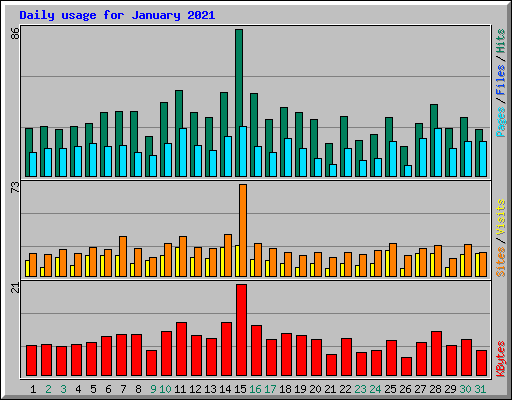 Daily usage for January 2021
86
Pages / Files / Hits
73
Sites / Visits
21
KBytes
1 2 3 4 5 6 7 8 9 10 11 12 13 14 15 16 17 18 19 20 21 22 23 24 25 26 27 28 29 30 31